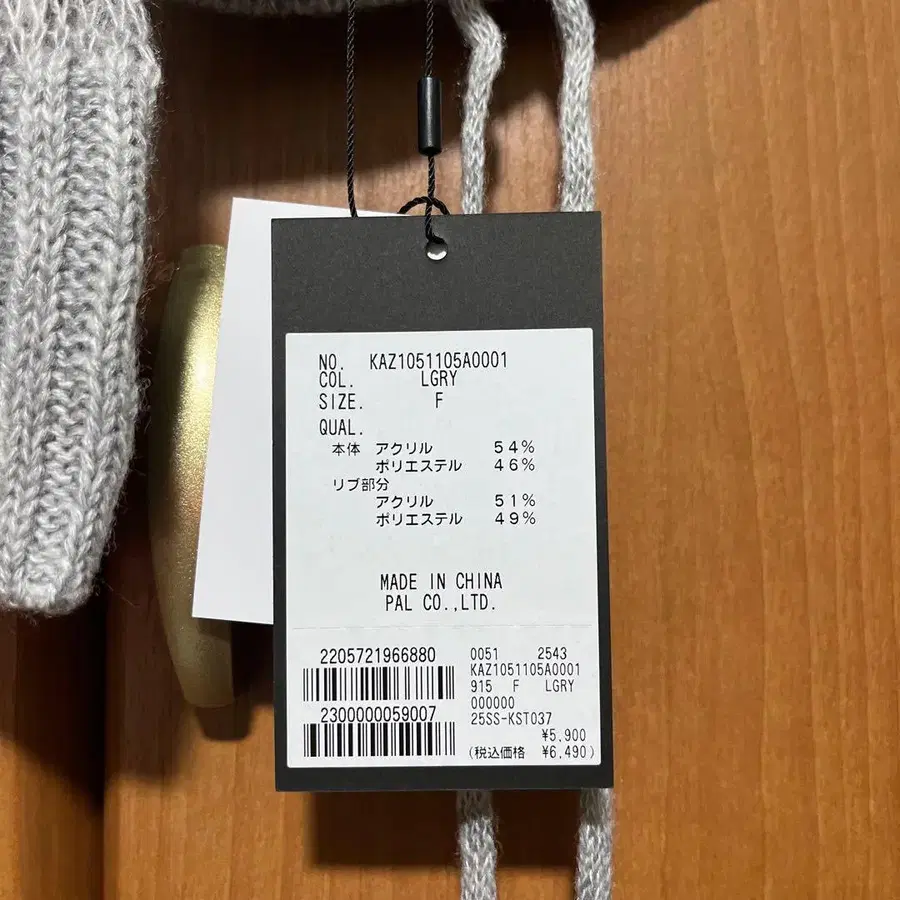 NO. KAZ1051105A0001
COL. LGRY
SIZE. F
QUAL.
本体 アクリル 54%
ポリエステル 46%
リブ部分
アクリル 51%
ポリエステル 49%
MADE IN CHINA
PAL CO.,LTD.
2205721966880
2300000059007
0051 2543
KAZ1051105A0001
915 F LGRY
000000
25SS-KST037
¥5,900
(税込価格 ¥6,490)